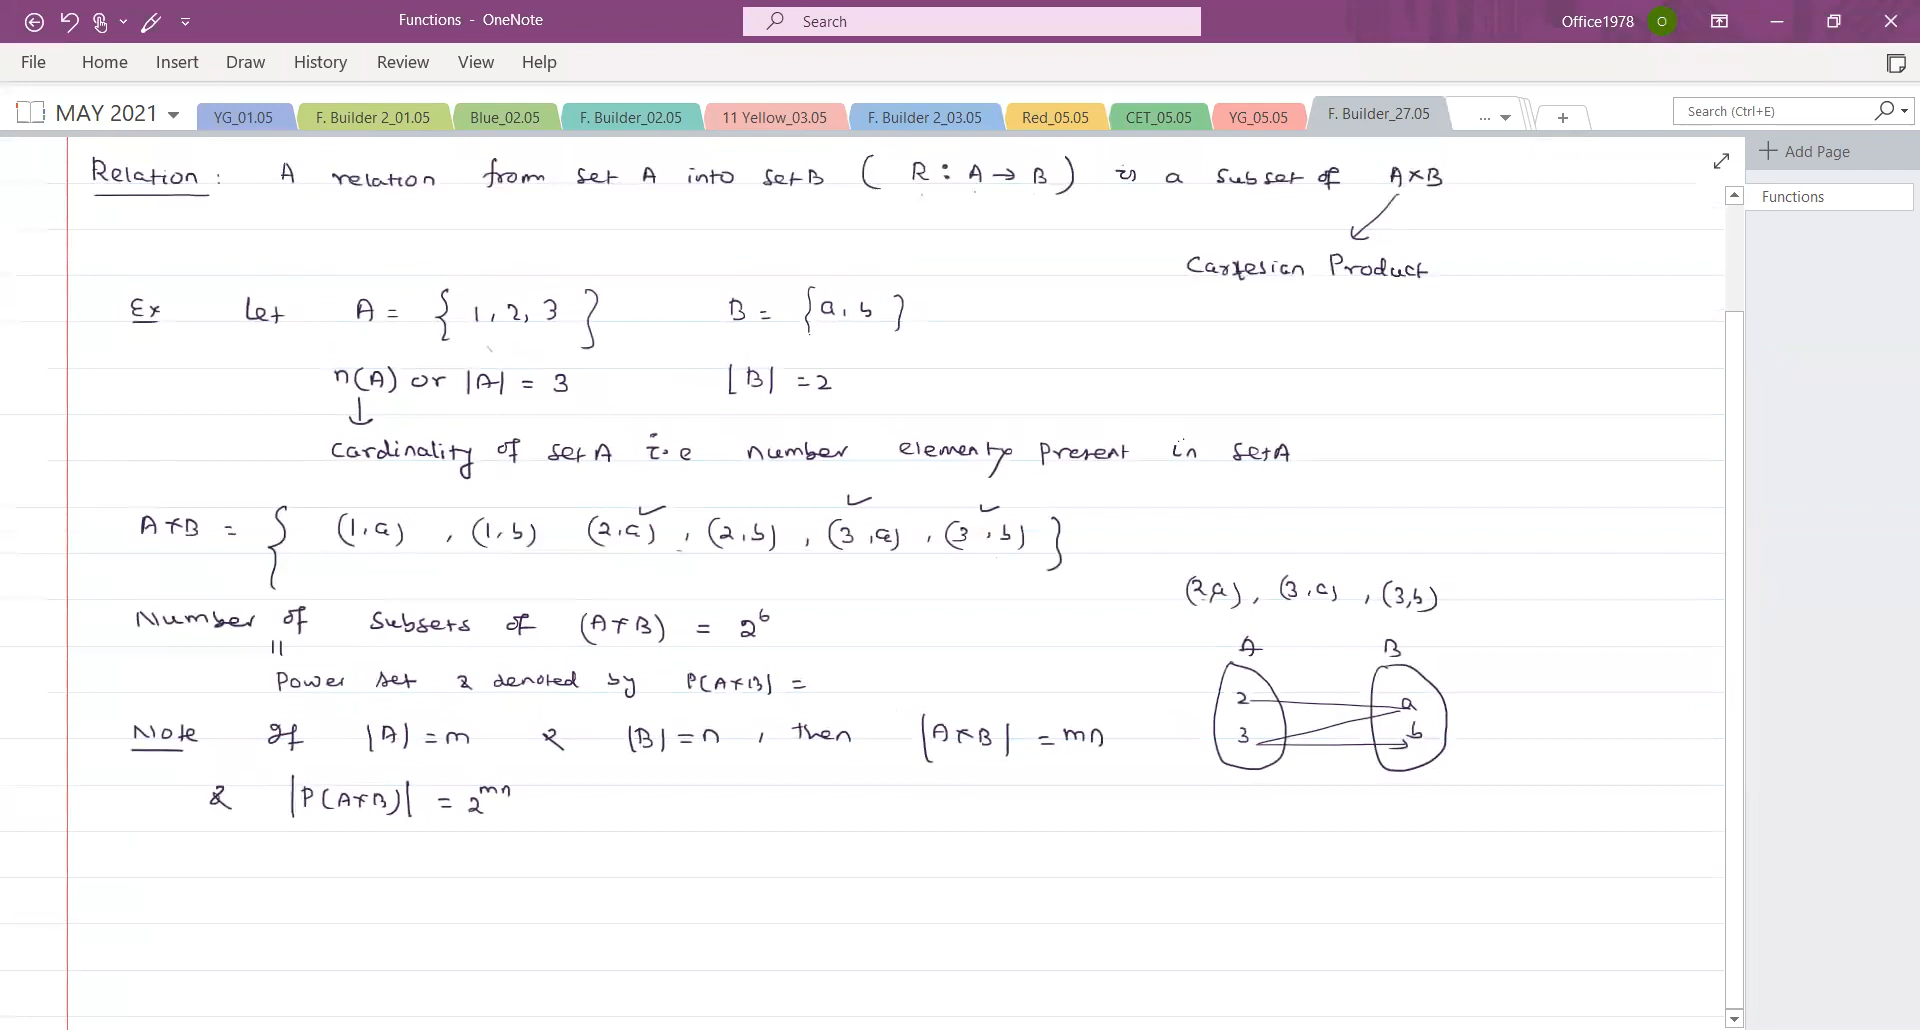 Functions - OneNote
Search
Office1978
O
File Home Insert Draw History Review View Help
MAY 2021
YG_01.05
F. Builder 2_01.05
Blue_02.05
F. Builder_02.05
11 Yellow_03.05
F. Builder 2_03.05
Red_05.05
CET_05.05
YG_05.05
F. Builder_27.05
...
+
Search (Ctrl+E)
+ Add Page
Functions
Relation : A relation from set A into set B ( R : A → B ) is a subset of A×B
Cartesian Product
Ex Let A = { 1, 2, 3 } B = { a, b }
n(A) or |A| = 3 |B| = 2
Cardinality of set A i.e number elements present in set A
A×B = { (1,a) , (1,b) (2,a) , (2,b) , (3,a) , (3,b) }
(2,a) , (3,a) , (3,b)
Number of Subsets of (A×B) = 2^6
A B
Power set & denoted by P(A×B) =
2 a
3 b
Note If |A| = m & |B| = n , then |A×B| = mn
& |P(A×B)| = 2^mn